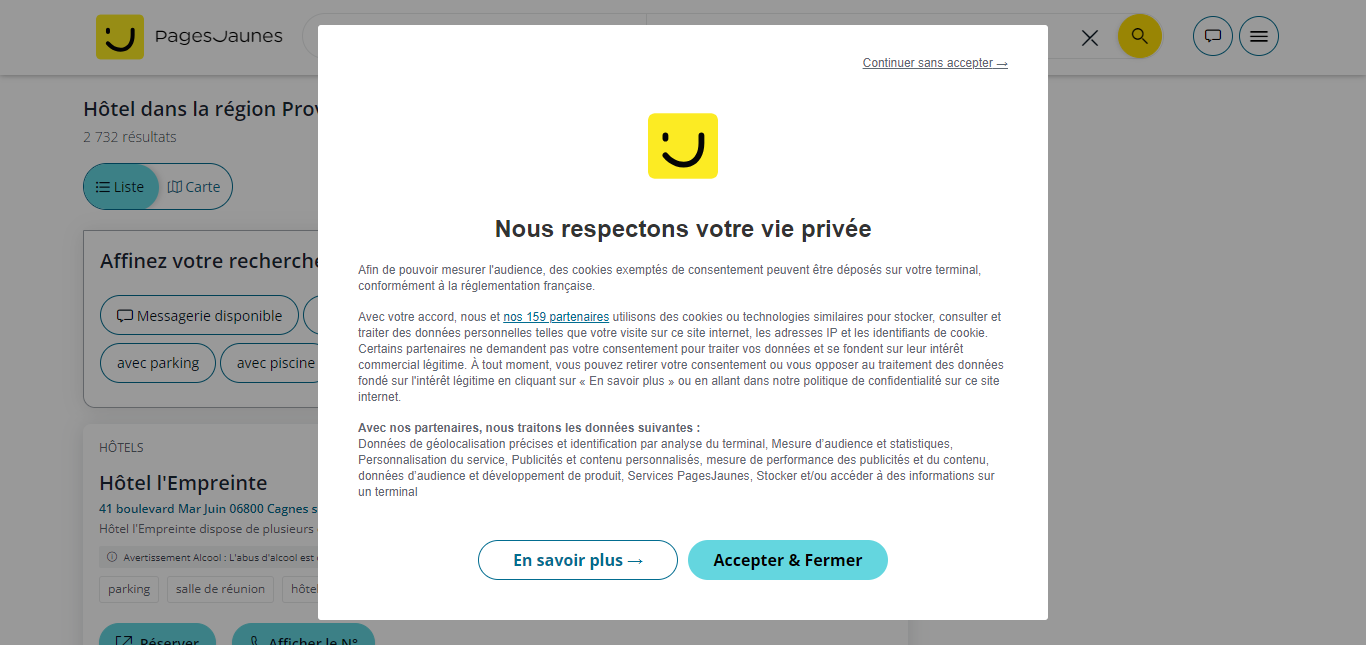 PagesJaunes
Continuer sans accepter →
Hôtel dans la région
2 732 résultats
Liste
Carte
Affinez votre recherche
Messagerie disponible
avec parking
avec piscine
HÔTELS
Hôtel l'Empreinte
41 boulevard Mar Juin 06800 Cagnes
Hôtel l'Empreinte dispose de plusieurs
Avertissement Alcool : L'abus d'alcool est
parking
salle de réunion
hôtel
Réserver
Afficher le N°
Nous respectons votre vie privée
Afin de pouvoir mesurer l'audience, des cookies exemptés de consentement peuvent être déposés sur votre terminal,
conformément à la réglementation française.
Avec votre accord, nous et nos 159 partenaires utilisons des cookies ou technologies similaires pour stocker, consulter et
traiter des données personnelles telles que votre visite sur ce site internet, les adresses IP et les identifiants de cookie.
Certains partenaires ne demandent pas votre consentement pour traiter vos données et se fondent sur leur intérêt
commercial légitime. À tout moment, vous pouvez retirer votre consentement ou vous opposer au traitement des données
fondé sur l'intérêt légitime en cliquant sur « En savoir plus » ou en allant dans notre politique de confidentialité sur ce site
internet.
Avec nos partenaires, nous traitons les données suivantes :
Données de géolocalisation précises et identification par analyse du terminal, Mesure d'audience et statistiques,
Personnalisation du service, Publicités et contenu personnalisés, mesure de performance des publicités et du contenu,
données d'audience et développement de produit, Services PagesJaunes, Stocker et/ou accéder à des informations sur
un terminal
En savoir plus →
Accepter & Fermer